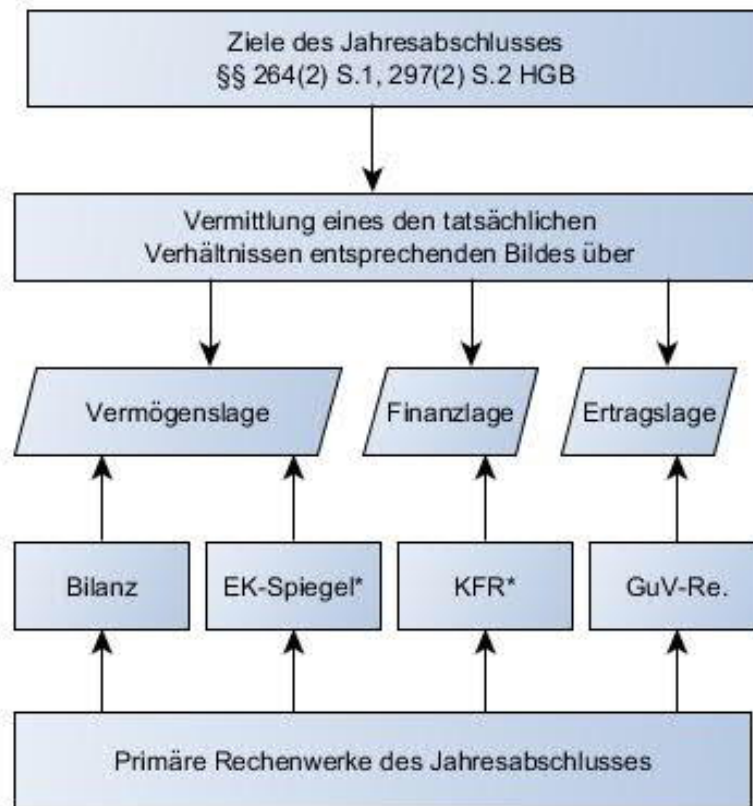 Ziele des Jahresabschlusses
§§ 264(2) S.1, 297(2) S.2 HGB
Vermittlung eines den tatsächlichen
Verhältnissen entsprechenden Bildes über
Vermögenslage
Finanzlage
Ertragslage
Bilanz
EK-Spiegel*
KFR*
GuV-Re.
Primäre Rechenwerke des Jahresabschlusses